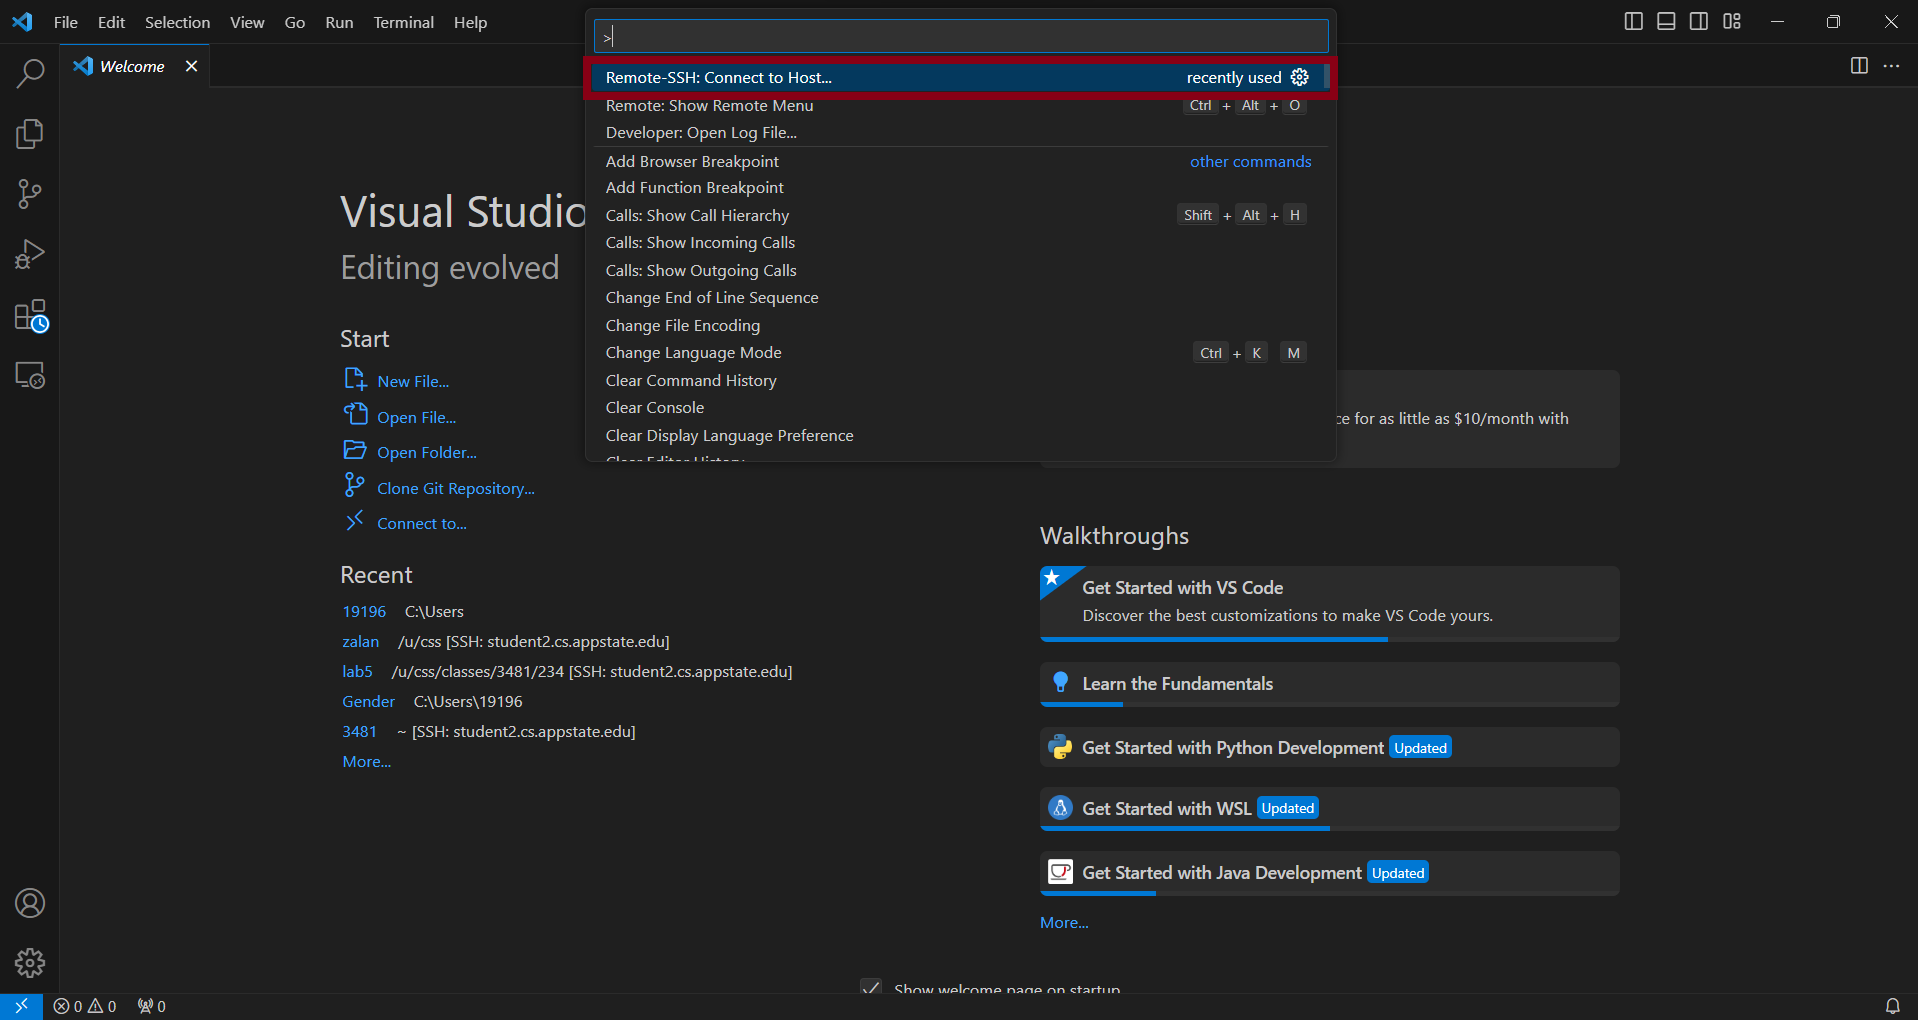 File Edit Selection View Go Run Terminal Help
>
Welcome
Remote-SSH: Connect to Host... recently used
Remote: Show Remote Menu Ctrl + Alt + O
Developer: Open Log File...
Add Browser Breakpoint other commands
Add Function Breakpoint
Calls: Show Call Hierarchy Shift + Alt + H
Calls: Show Incoming Calls
Calls: Show Outgoing Calls
Change End of Line Sequence
Change File Encoding
Change Language Mode Ctrl + K M
Clear Command History
Clear Console
Clear Display Language Preference
Clear Editor History
Visual Studio
Editing evolved
Start
New File...
Open File...
Open Folder...
Clone Git Repository...
Connect to...
Recent
19196 C:\Users
zalan /u/css [SSH: student2.cs.appstate.edu]
lab5 /u/css/classes/3481/234 [SSH: student2.cs.appstate.edu]
Gender C:\Users\19196
3481 ~ [SSH: student2.cs.appstate.edu]
More...
ce for as little as $10/month with
Walkthroughs
Get Started with VS Code
Discover the best customizations to make VS Code yours.
Learn the Fundamentals
Get Started with Python Development Updated
Get Started with WSL Updated
Get Started with Java Development Updated
More...
Show welcome page on startup
0 0 0